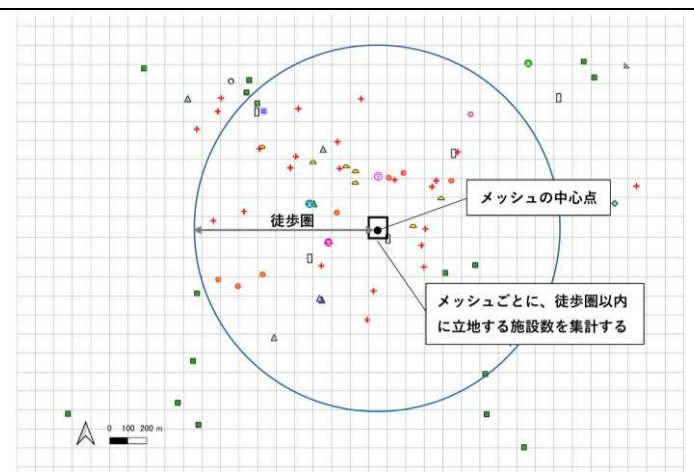 メッシュの中心点
徒歩圏
メッシュごとに、徒歩圏以内
に立地する施設数を集計する
0 100 200 m